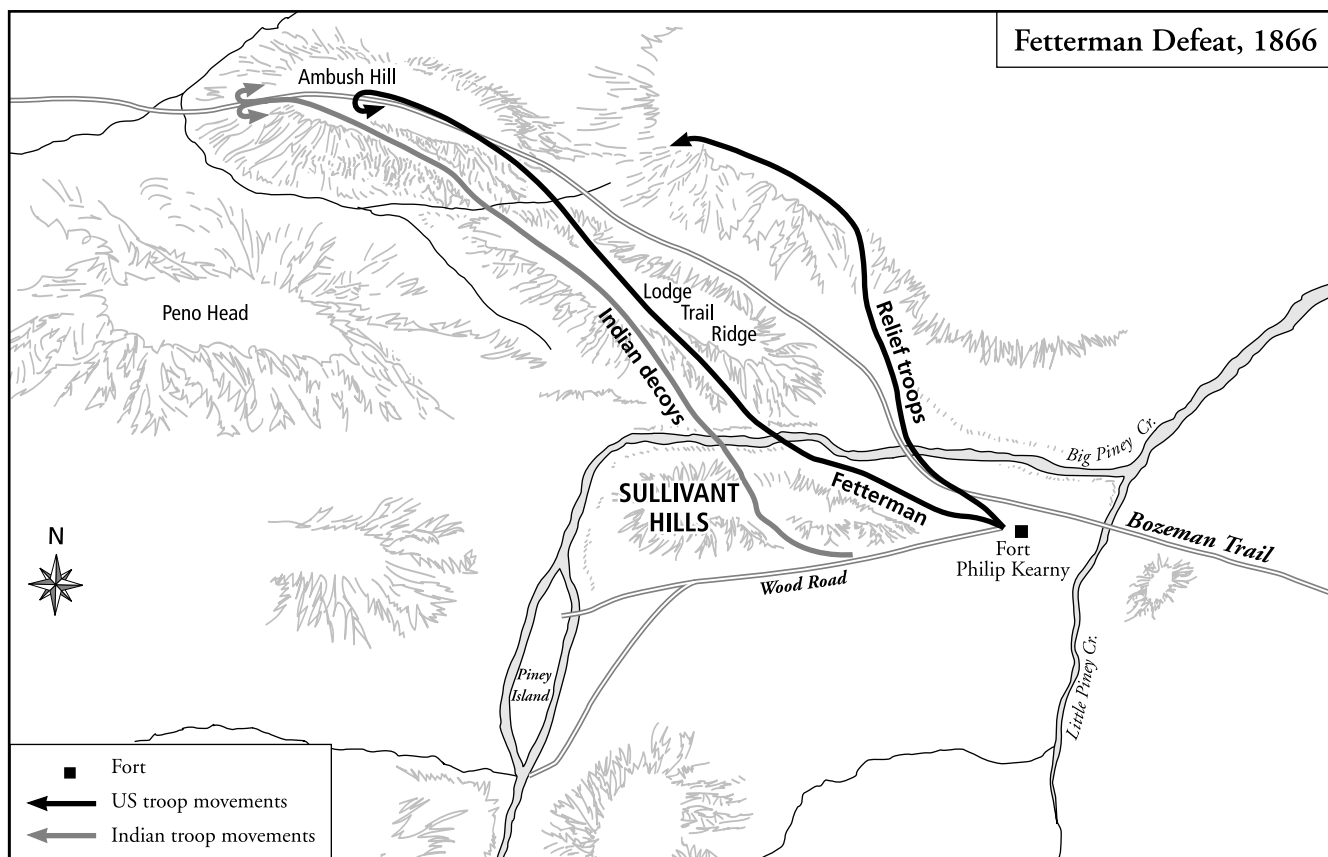 Fetterman Defeat, 1866
Ambush Hill
Peno Head
Lodge
Trail
Ridge
Indian decoys
Relief troops
Big Piney Cr.
SULLIVANT
HILLS
Fetterman
Bozeman Trail
N
Fort
Philip Kearny
Wood Road
Piney
Island
Little Piney Cr.
Fort
US troop movements
Indian troop movements